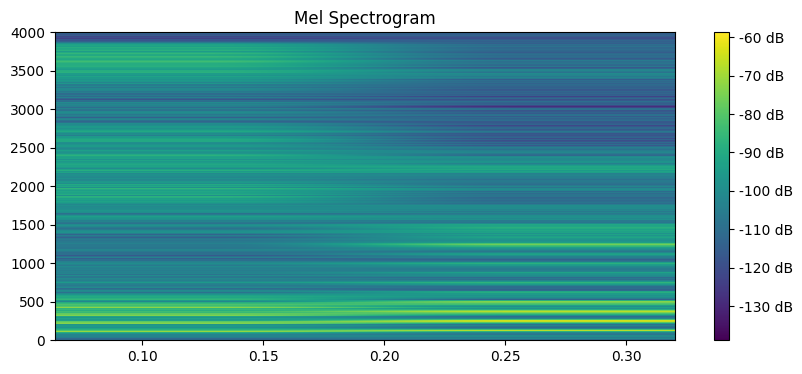 Mel Spectrogram
4000
3500
3000
2500
2000
1500
1000
500
0
0.10
0.15
0.20
0.25
0.30
-60 dB
-70 dB
-80 dB
-90 dB
-100 dB
-110 dB
-120 dB
-130 dB